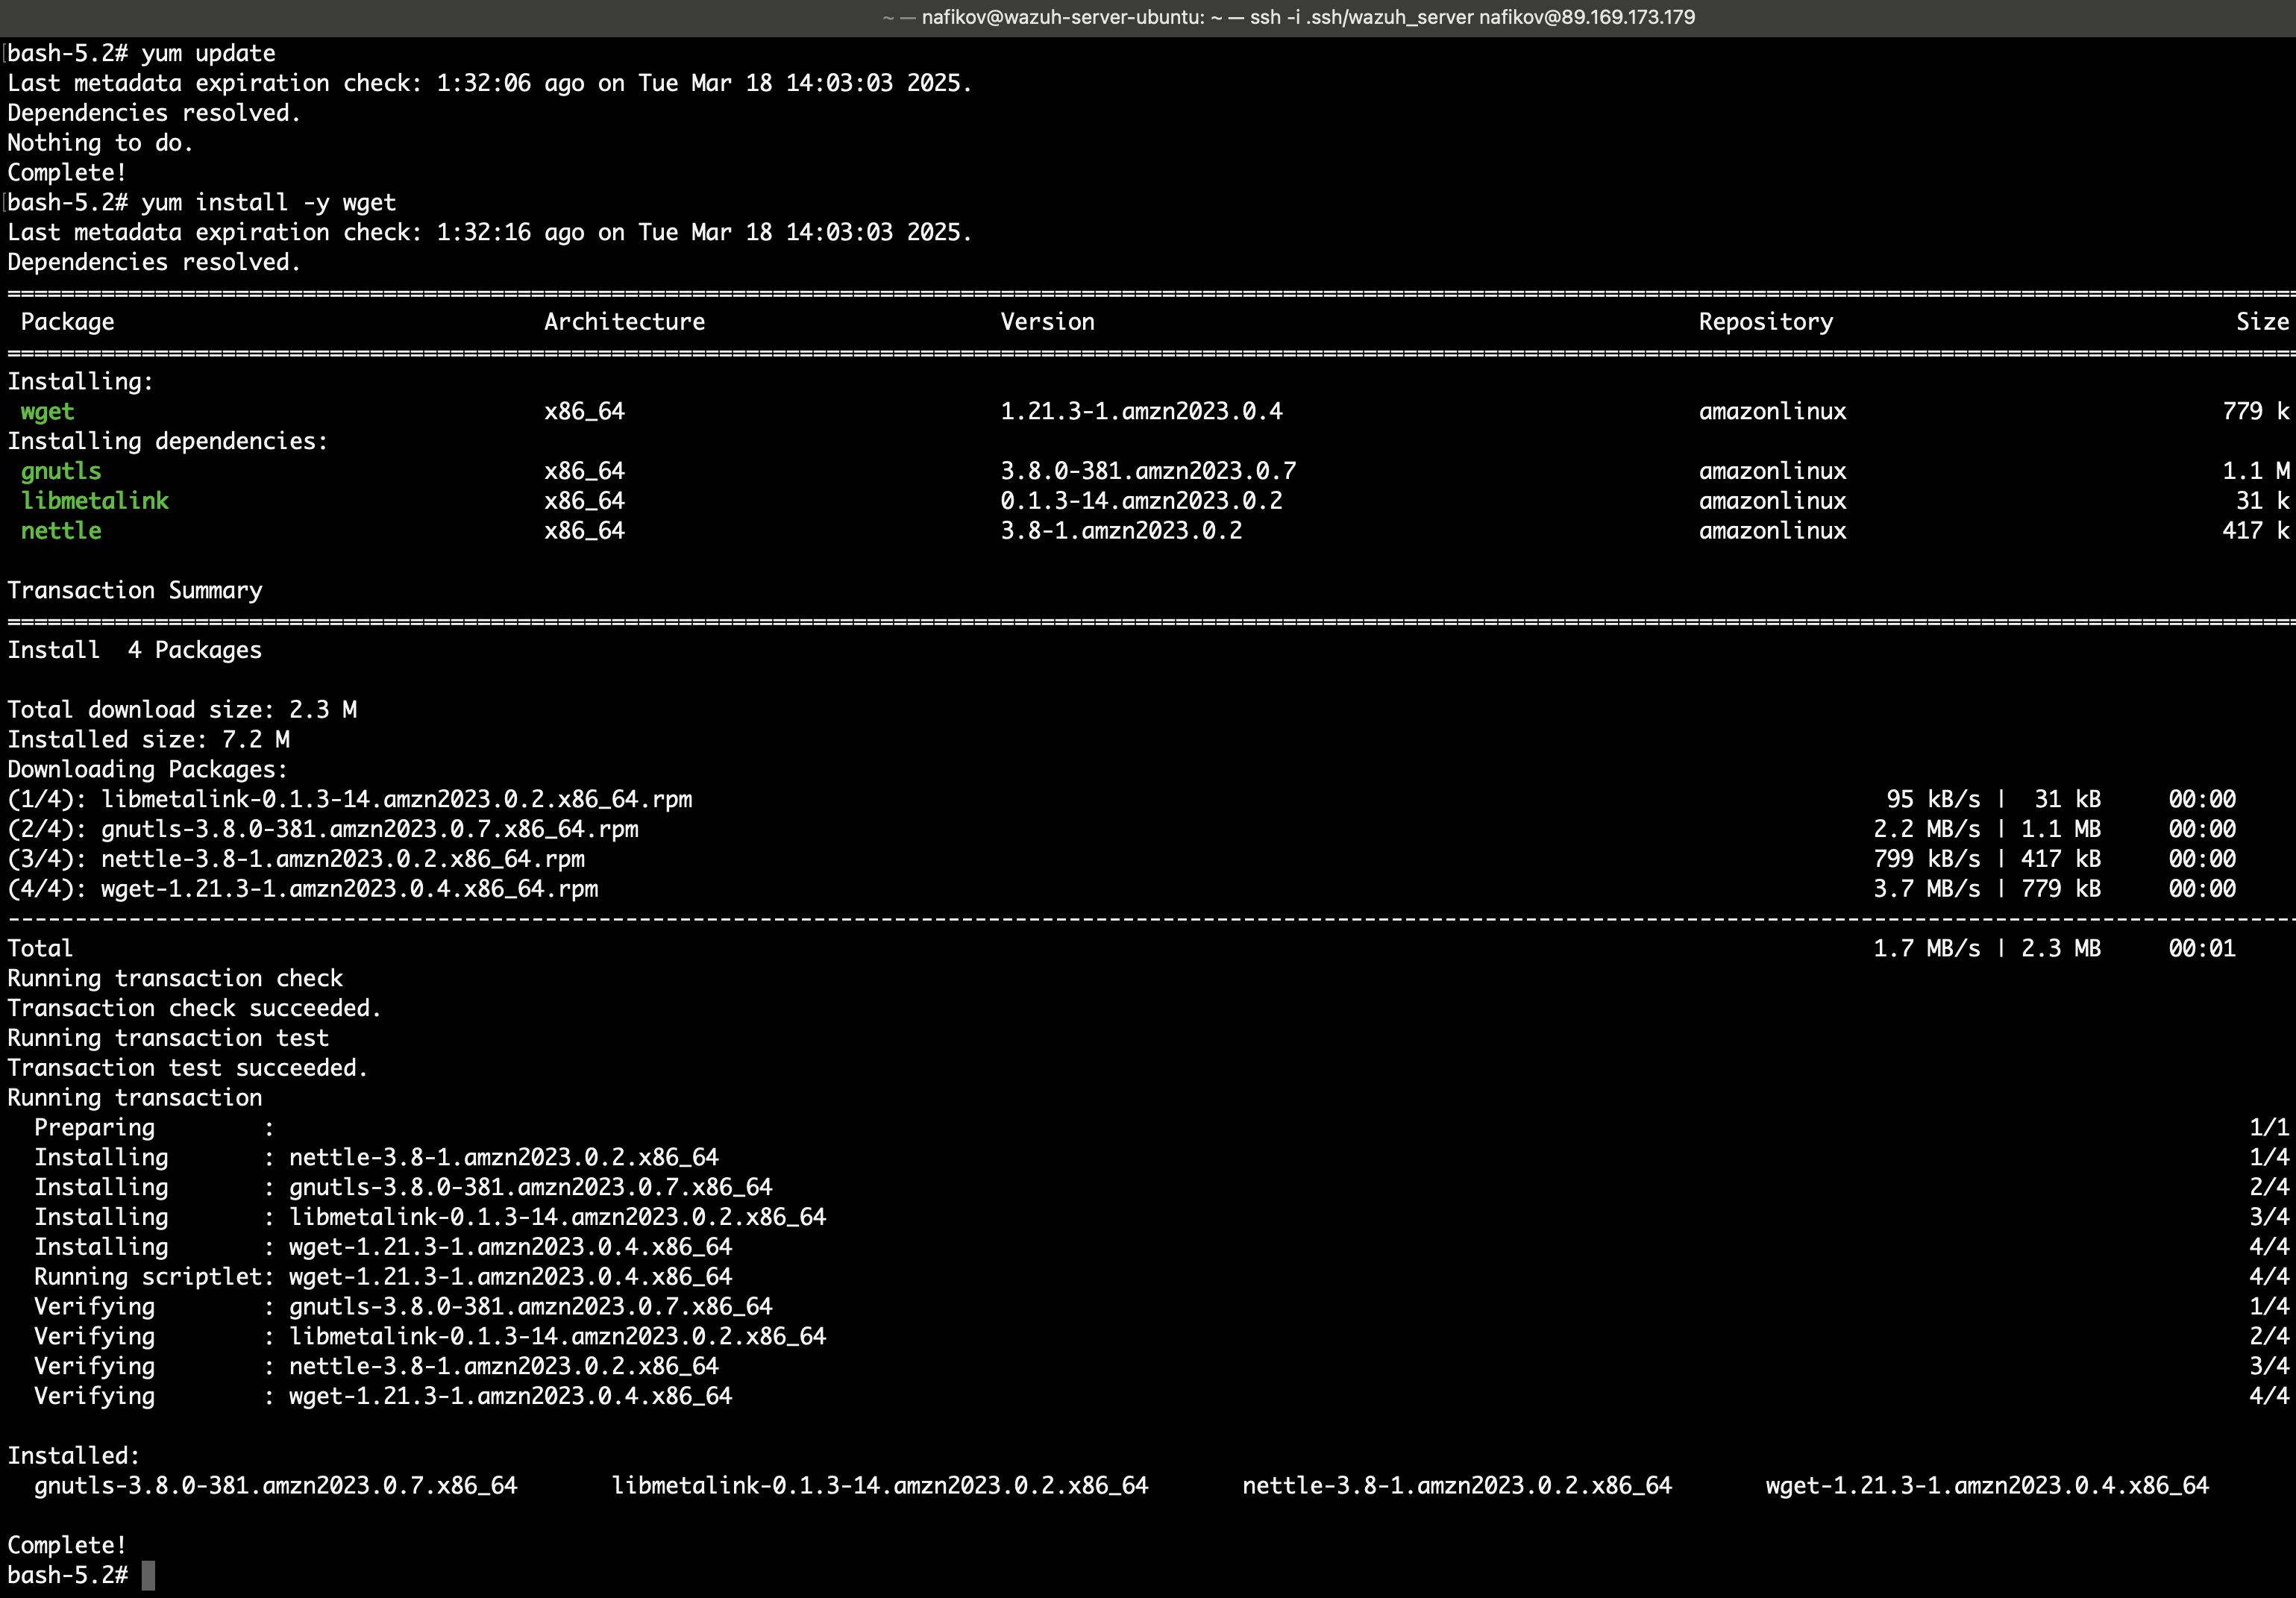 ~ — nafikov@wazuh-server-ubuntu: ~ — ssh -i .ssh/wazuh_server nafikov@89.169.173.179
[bash-5.2# yum update
Last metadata expiration check: 1:32:06 ago on Tue Mar 18 14:03:03 2025.
Dependencies resolved.
Nothing to do.
Complete!
[bash-5.2# yum install -y wget
Last metadata expiration check: 1:32:16 ago on Tue Mar 18 14:03:03 2025.
Dependencies resolved.
Package Architecture Version Repository Size
Installing:
wget x86_64 1.21.3-1.amzn2023.0.4 amazonlinux 779 k
Installing dependencies:
gnutls x86_64 3.8.0-381.amzn2023.0.7 amazonlinux 1.1 M
libmetalink x86_64 0.1.3-14.amzn2023.0.2 amazonlinux 31 k
nettle x86_64 3.8-1.amzn2023.0.2 amazonlinux 417 k
Transaction Summary
Install  4 Packages
Total download size: 2.3 M
Installed size: 7.2 M
Downloading Packages:
(1/4): libmetalink-0.1.3-14.amzn2023.0.2.x86_64.rpm 95 kB/s | 31 kB 00:00
(2/4): gnutls-3.8.0-381.amzn2023.0.7.x86_64.rpm 2.2 MB/s | 1.1 MB 00:00
(3/4): nettle-3.8-1.amzn2023.0.2.x86_64.rpm 799 kB/s | 417 kB 00:00
(4/4): wget-1.21.3-1.amzn2023.0.4.x86_64.rpm 3.7 MB/s | 779 kB 00:00
Total 1.7 MB/s | 2.3 MB 00:01
Running transaction check
Transaction check succeeded.
Running transaction test
Transaction test succeeded.
Running transaction
Preparing : 1/1
Installing : nettle-3.8-1.amzn2023.0.2.x86_64 1/4
Installing : gnutls-3.8.0-381.amzn2023.0.7.x86_64 2/4
Installing : libmetalink-0.1.3-14.amzn2023.0.2.x86_64 3/4
Installing : wget-1.21.3-1.amzn2023.0.4.x86_64 4/4
Running scriptlet: wget-1.21.3-1.amzn2023.0.4.x86_64 4/4
Verifying : gnutls-3.8.0-381.amzn2023.0.7.x86_64 1/4
Verifying : libmetalink-0.1.3-14.amzn2023.0.2.x86_64 2/4
Verifying : nettle-3.8-1.amzn2023.0.2.x86_64 3/4
Verifying : wget-1.21.3-1.amzn2023.0.4.x86_64 4/4
Installed:
gnutls-3.8.0-381.amzn2023.0.7.x86_64 libmetalink-0.1.3-14.amzn2023.0.2.x86_64 nettle-3.8-1.amzn2023.0.2.x86_64 wget-1.21.3-1.amzn2023.0.4.x86_64
Complete!
bash-5.2#